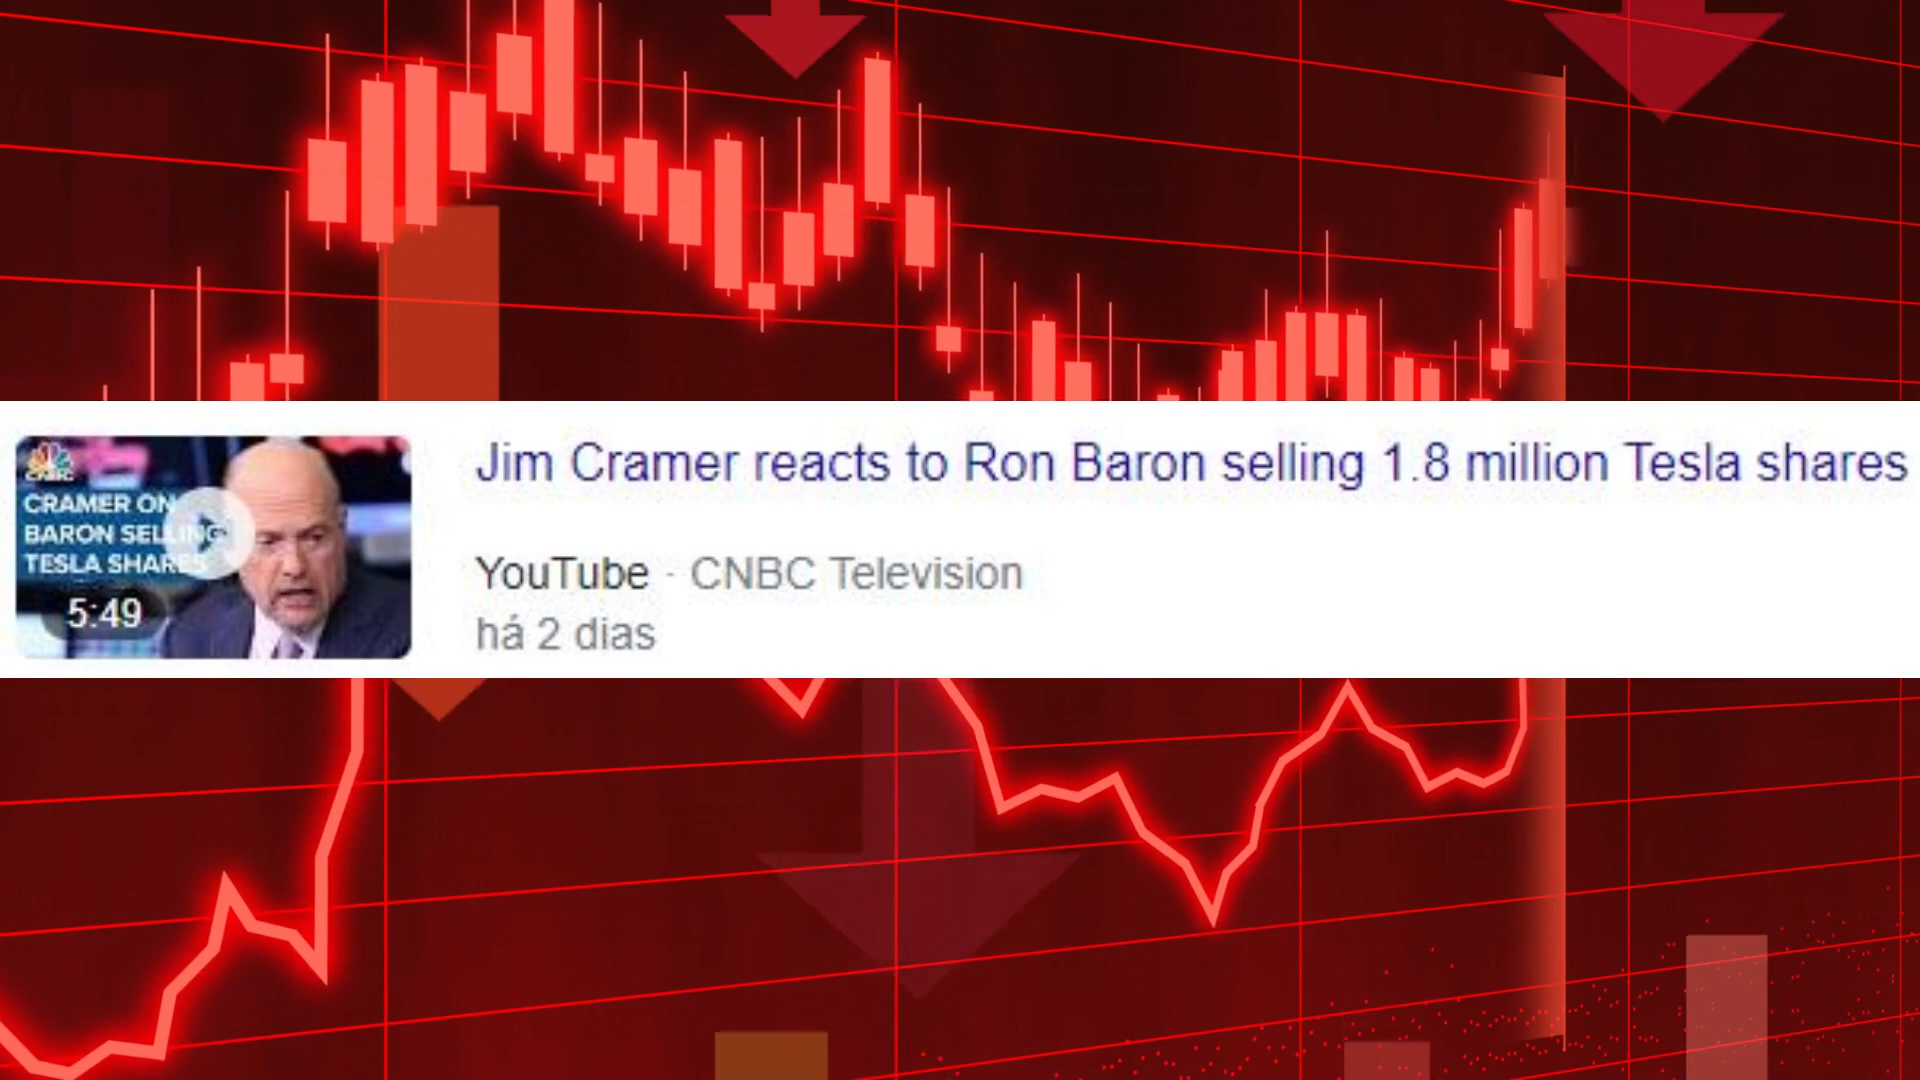 Jim Cramer reacts to Ron Baron selling 1.8 million Tesla shares
CNBC
CRAMER ON
BARON SELLING
TESLA SHARES
5:49
YouTube · CNBC Television
há 2 dias